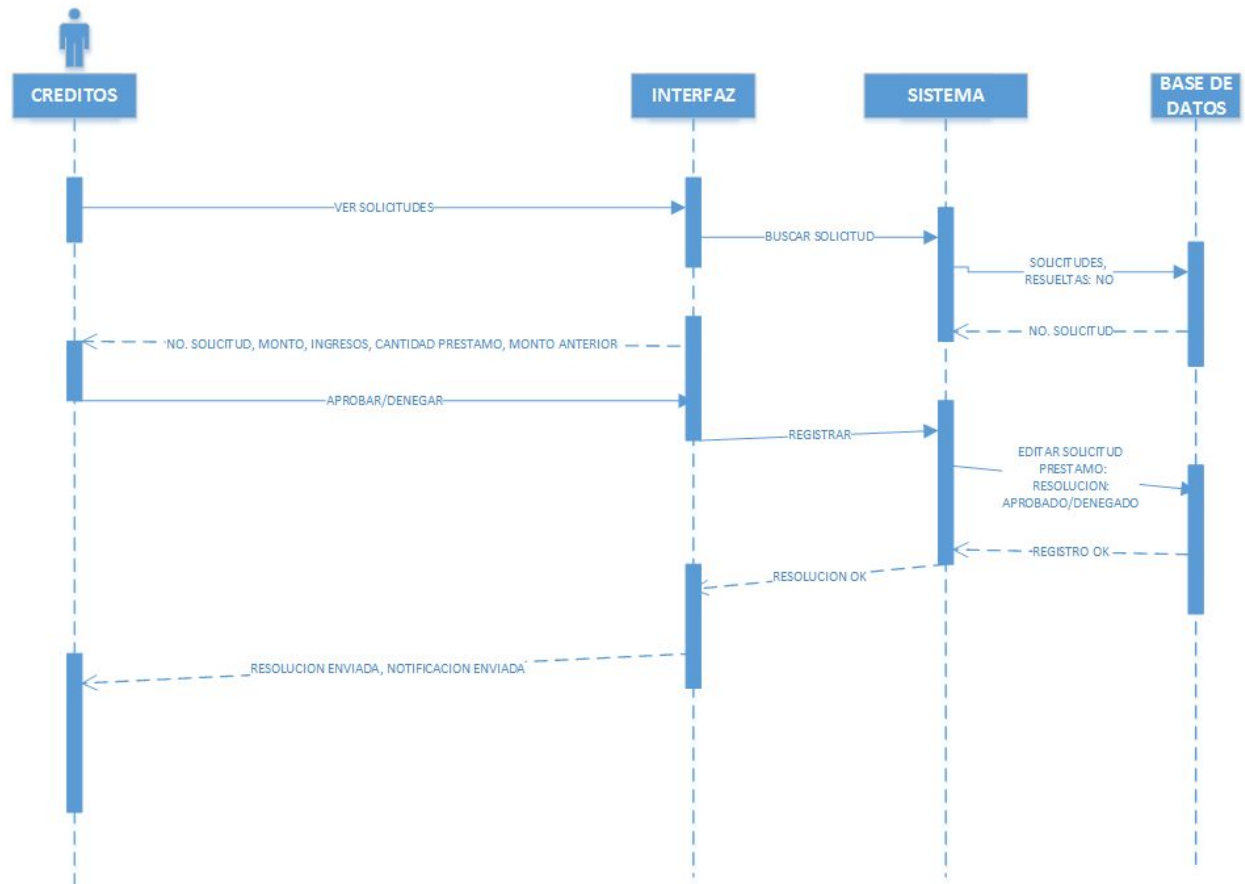 CREDITOS
INTERFAZ
SISTEMA
BASE DE
DATOS
VER SOLICITUDES
BUSCAR SOLICITUD
SOLICITUDES,
RESUELTAS: NO
NO. SOLICITUD
NO. SOLICITUD, MONTO, INGRESOS, CANTIDAD PRESTAMO, MONTO ANTERIOR
APROBAR/DENEGAR
REGISTRAR
EDITAR SOLICITUD
PRESTAMO:
RESOLUCION:
APROBADO/DENEGADO
REGISTRO OK
RESOLUCION OK
RESOLUCION ENVIADA, NOTIFICACION ENVIADA